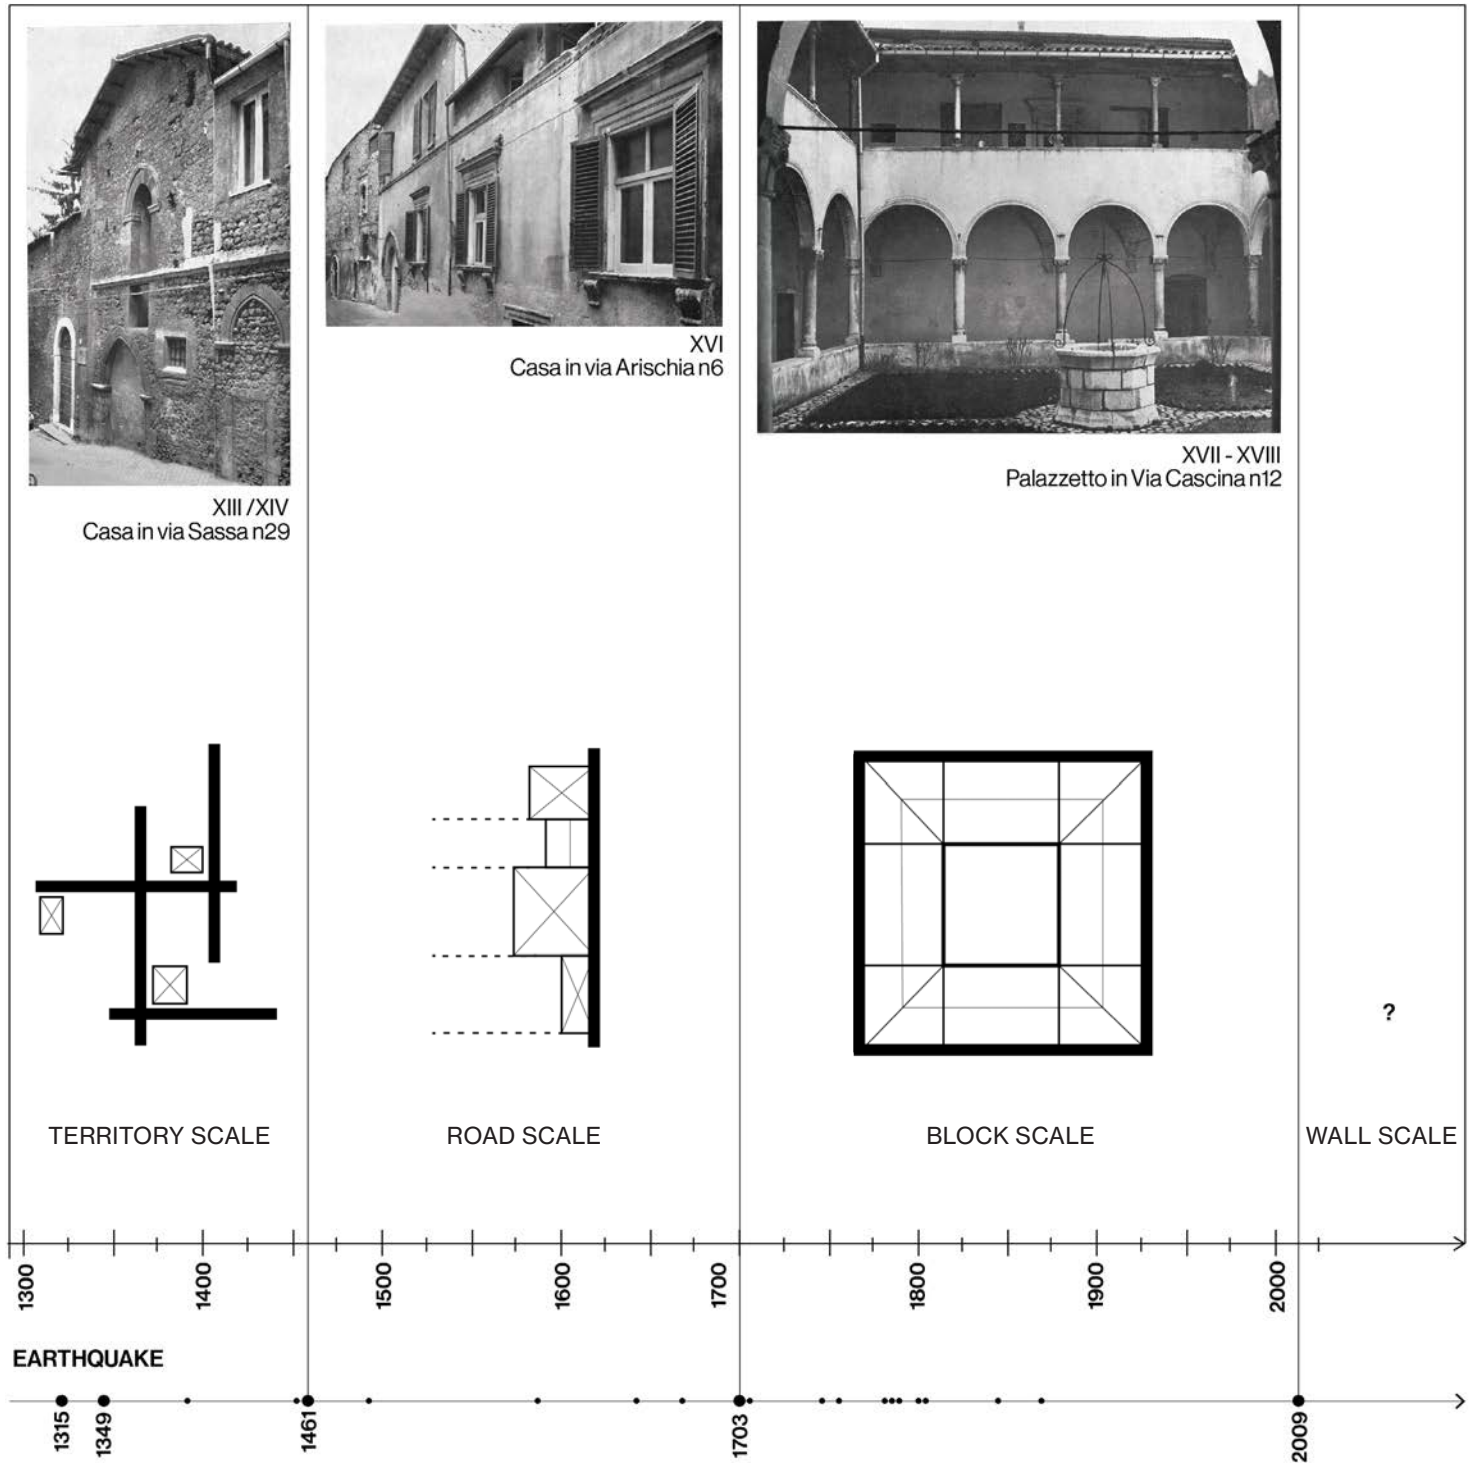 XIII /XIV
Casa in via Sassa n29
XVI
Casa in via Arischia n6
XVII - XVIII
Palazzetto in Via Cascina n12
?
TERRITORY SCALE
ROAD SCALE
BLOCK SCALE
WALL SCALE
1300
1400
1500
1600
1700
1800
1900
2000
EARTHQUAKE
1315
1349
1461
1703
2009